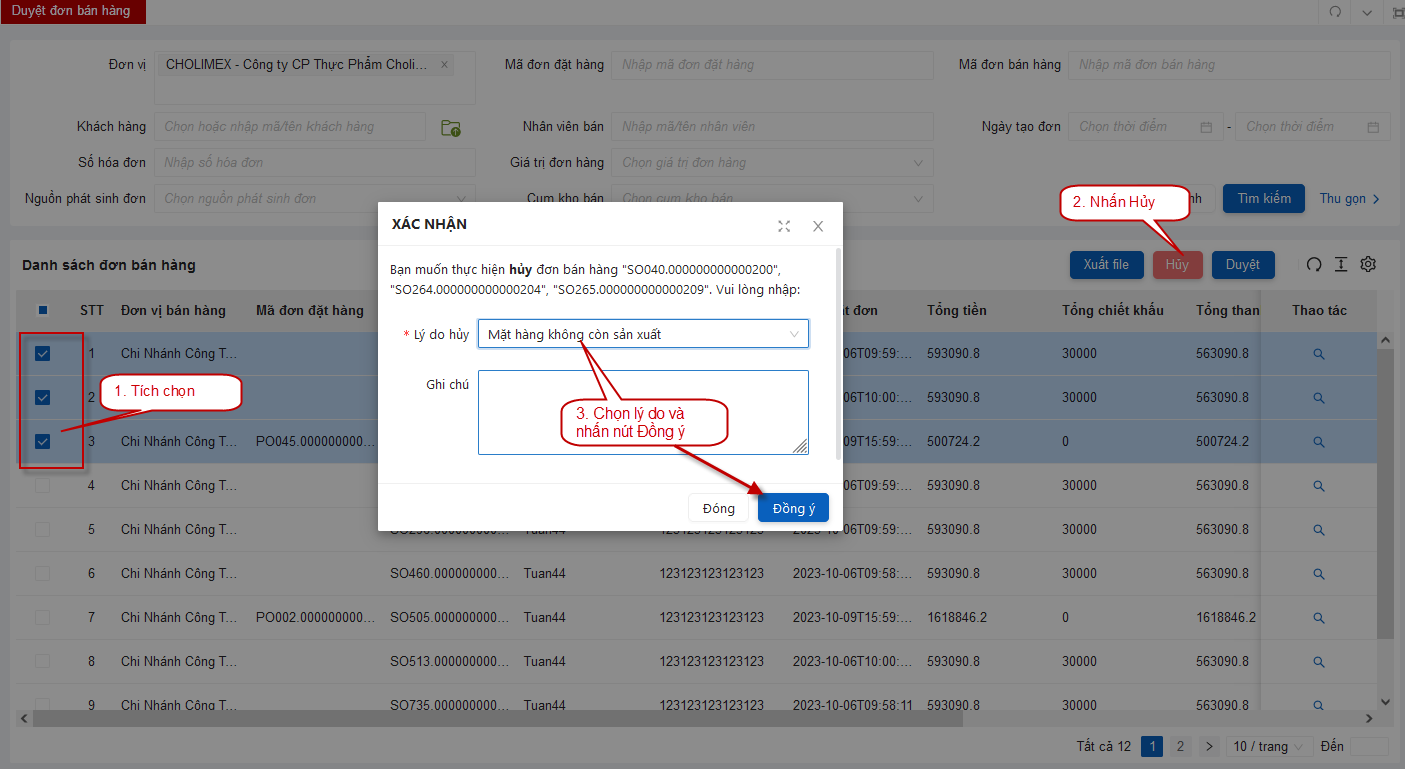 Duyệt đơn bán hàng
Đơn vị CHOLIMEX - Công ty CP Thực Phẩm Choli... × Mã đơn đặt hàng Nhập mã đơn đặt hàng Mã đơn bán hàng Nhập mã đơn bán hàng
Khách hàng Chọn hoặc nhập mã/tên khách hàng Nhân viên bán Nhập mã/tên nhân viên Ngày tạo đơn Chọn thời điểm - Chọn thời điểm
Số hóa đơn Nhập số hóa đơn Giá trị đơn hàng Chọn giá trị đơn hàng
Nguồn phát sinh đơn Chọn nguồn phát sinh đơn Cụm kho bán Chọn cụm kho bán nh Tìm kiếm Thu gọn
2. Nhấn Hủy
XÁC NHẬN
Bạn muốn thực hiện hủy đơn bán hàng "SO040.000000000000200",
"SO264.000000000000204", "SO265.000000000000209". Vui lòng nhập:
* Lý do hủy Mặt hàng không còn sản xuất
Ghi chú
3. Chọn lý do và
nhấn nút Đồng ý
Đóng Đồng ý
Danh sách đơn bán hàng Xuất file Hủy Duyệt
STT Đơn vị bán hàng Mã đơn đặt hàng t đơn Tổng tiền Tổng chiết khấu Tổng than Thao tác
1 Chi Nhánh Công T... -06T09:59:... 593090.8 30000 563090.8
1. Tích chọn
2 -06T10:00:... 593090.8 30000 563090.8
3 Chi Nhánh Công T... PO045.000000000... -09T15:59:... 500724.2 0 500724.2
4 Chi Nhánh Công T... -06T09:59:... 593090.8 30000 563090.8
5 Chi Nhánh Công T... Tuan44 123123123123123 2023-10-06T09:59:... 593090.8 30000 563090.8
6 Chi Nhánh Công T... SO460.000000000... Tuan44 123123123123123 2023-10-06T09:58:... 593090.8 30000 563090.8
7 Chi Nhánh Công T... PO002.000000000... SO505.000000000... Tuan44 123123123123123 2023-10-09T15:59:... 1618846.2 0 1618846.2
8 Chi Nhánh Công T... SO513.000000000... Tuan44 123123123123123 2023-10-06T10:00:... 593090.8 30000 563090.8
9 Chi Nhánh Công T... SO735.000000000... Tuan44 123123123123123 2023-10-06T09:58:11 593090.8 30000 563090.8
Tất cả 12 1 2 > 10 / trang Đến